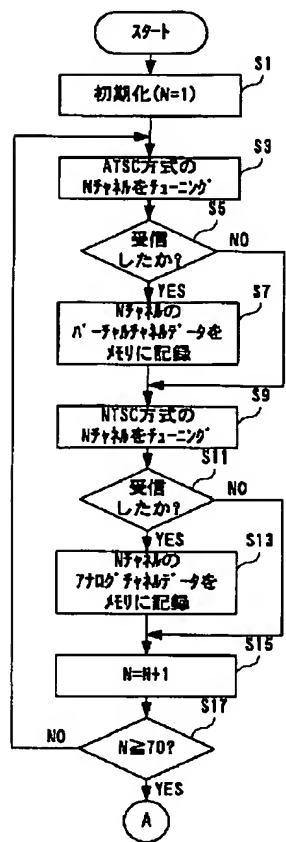 スタート
S1
初期化(N=1)
S3
ATSC方式の
Nチャネルをチューニング
S5
受信
したか?
NO
YES
S7
Nチャネルの
バーチャルチャネルデータを
メモリに記録
S9
NTSC方式の
Nチャネルをチューニング
S11
受信
したか?
NO
YES
S13
Nチャネルの
アナログチャネルデータを
メモリに記録
S15
N=N+1
S17
NO
N≧70?
YES
A